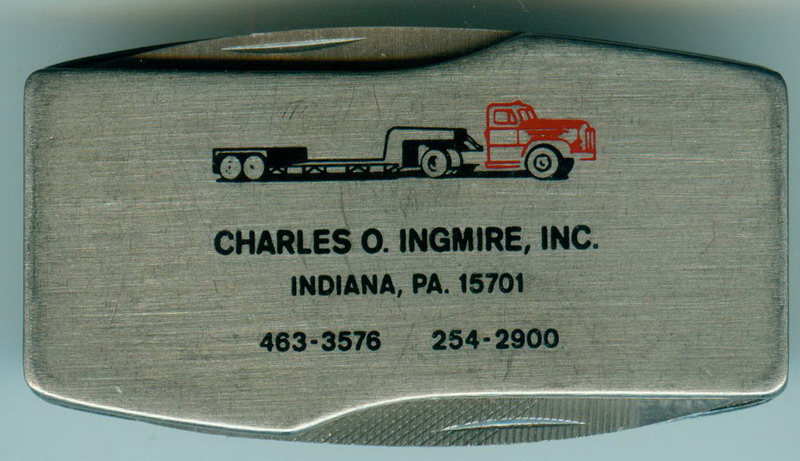 CHARLES O. INGMIRE, INC.
INDIANA, PA. 15701
463-3576 254-2900